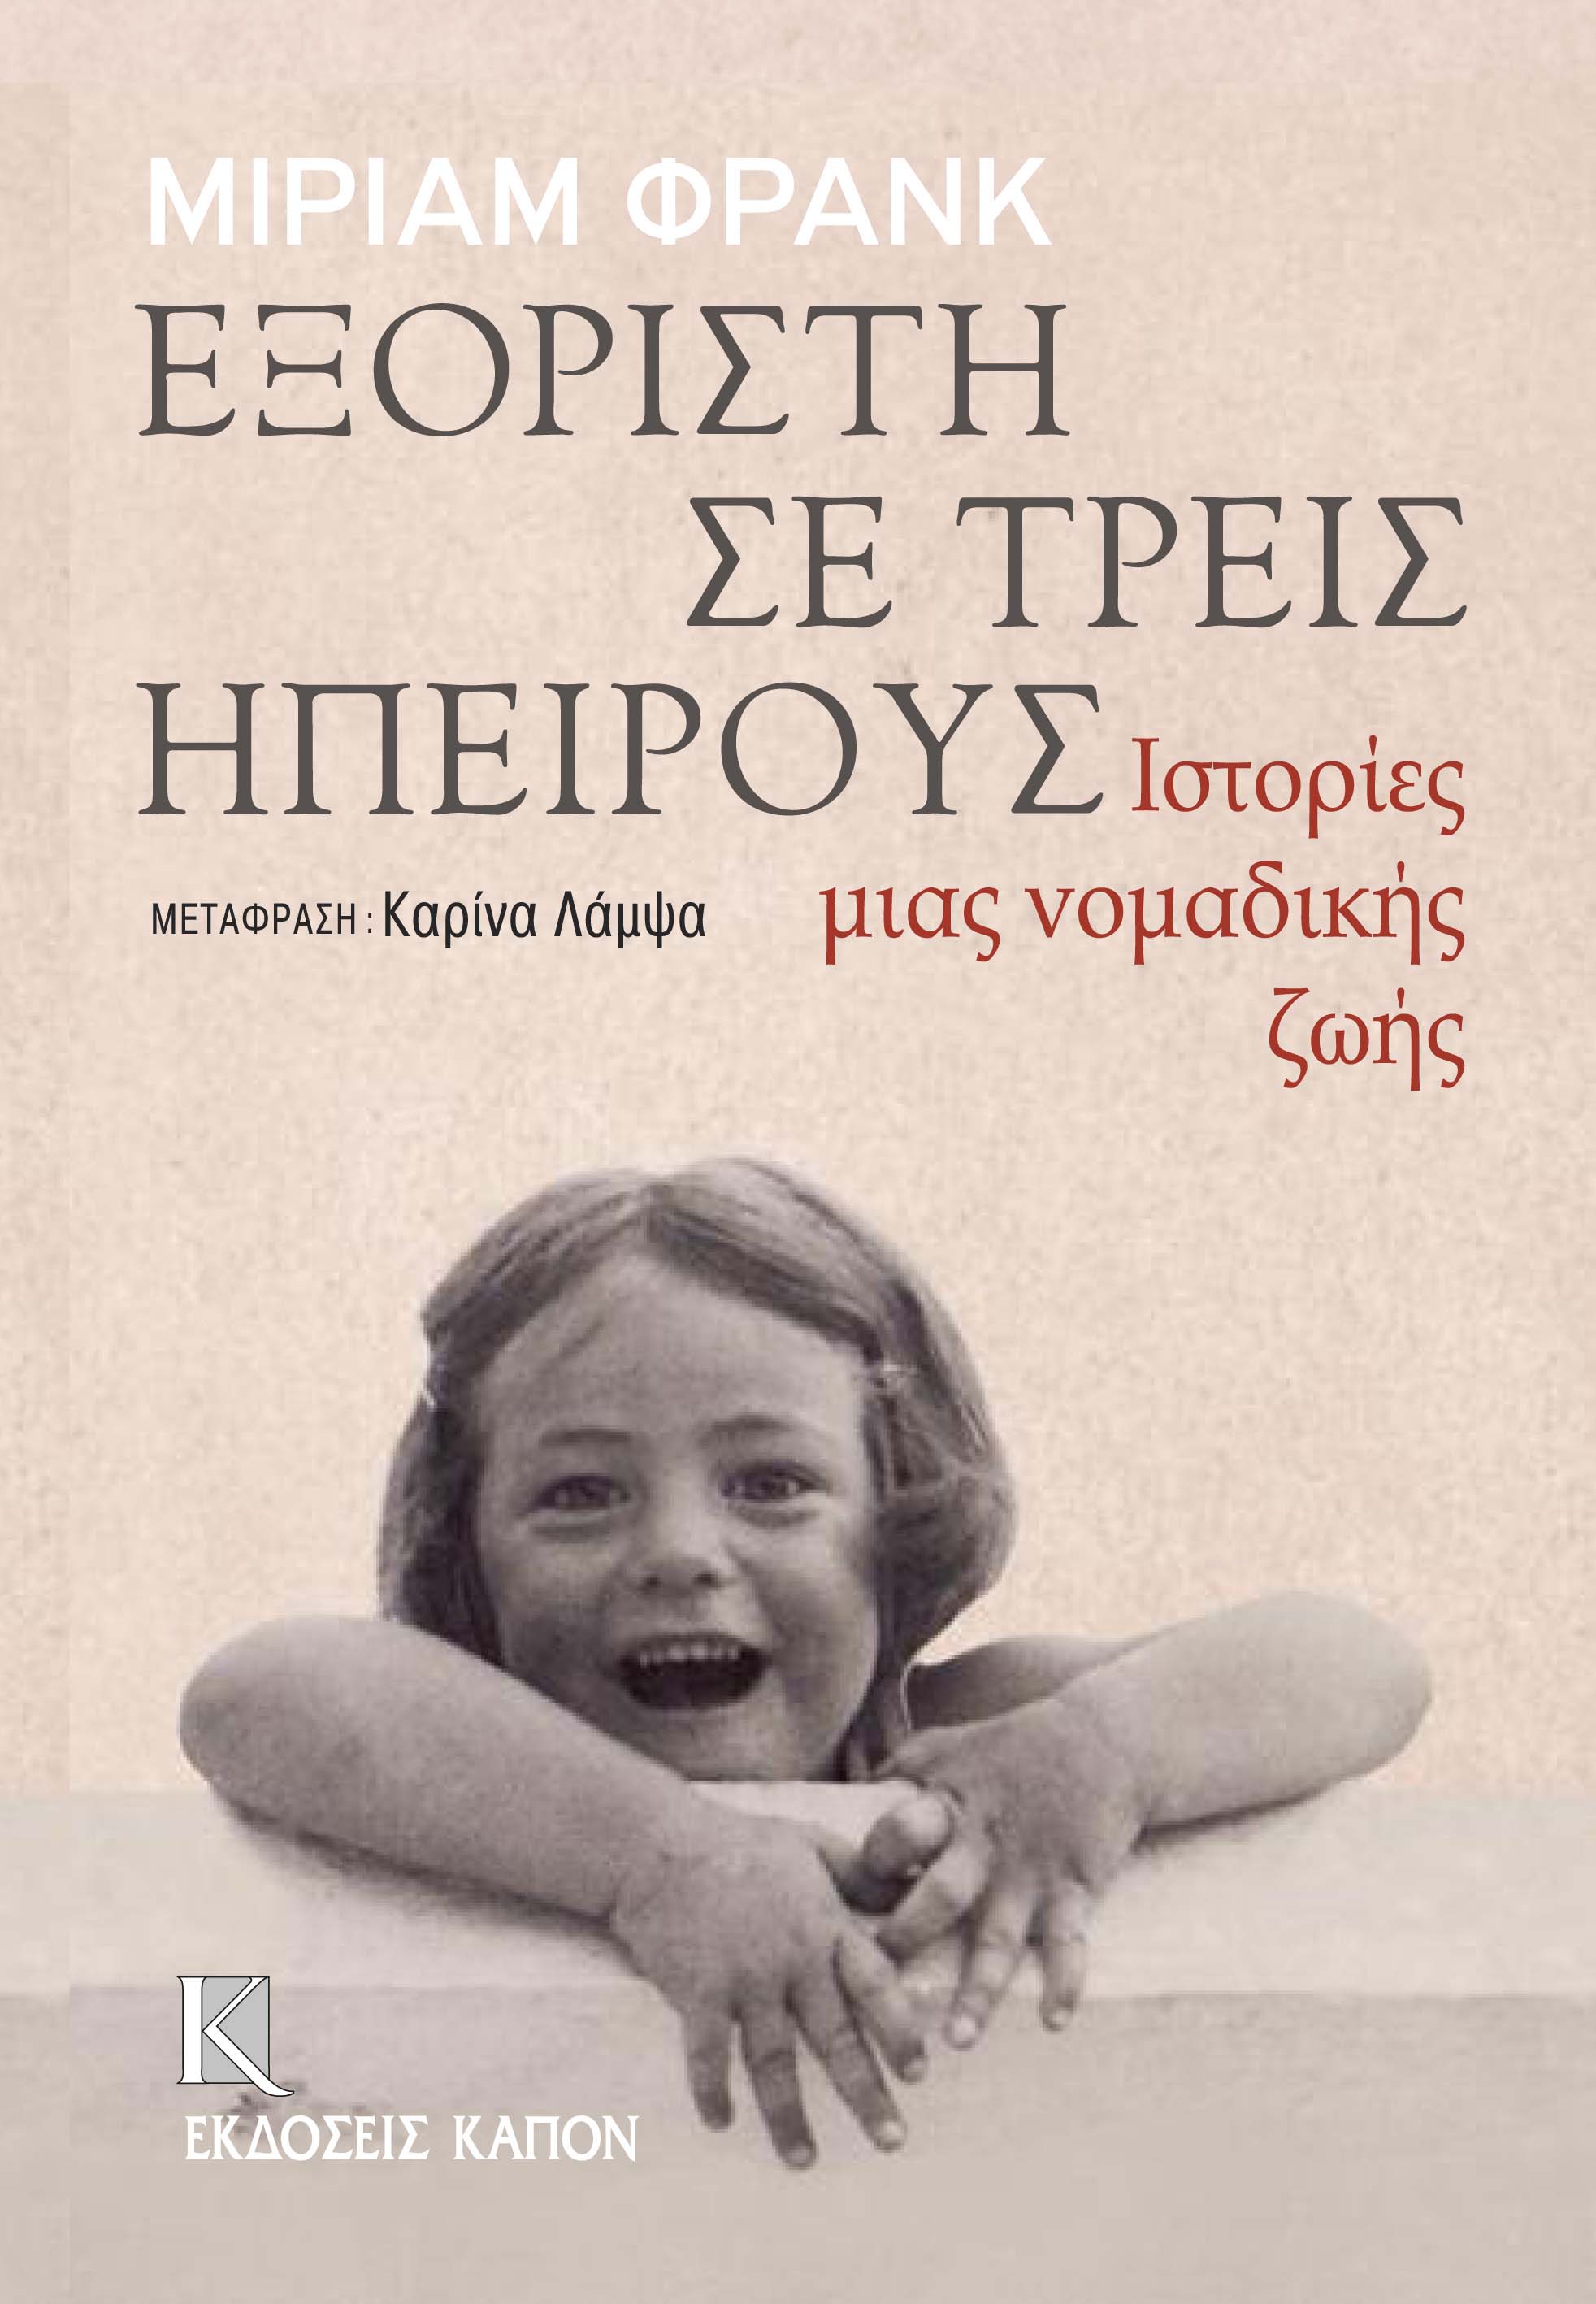 ΜΙΡΙΑΜ ΦΡΑΝΚ
ΕΞΟΡΙΣΤΗ
ΣΕ ΤΡΕΙΣ
ΗΠΕΙΡΟΥΣ
Ιστορίες
μιας νομαδικής
ζωής
ΜΕΤΑΦΡΑΣΗ : Καρίνα Λάμψα
Κ
ΕΚΔΟΣΕΙΣ ΚΑΠΟΝ